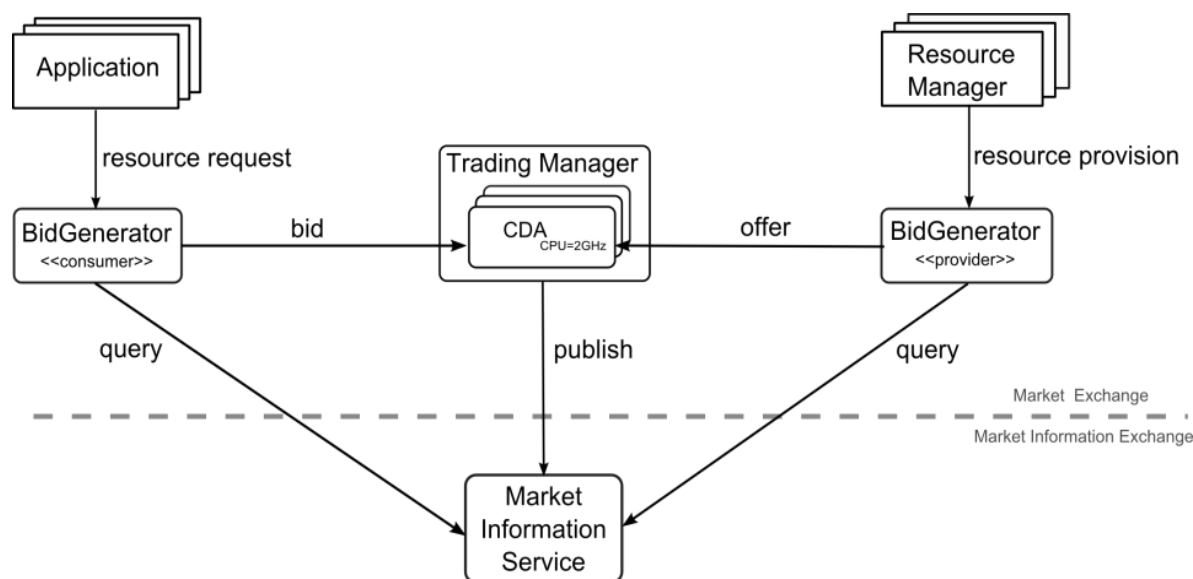 Application
Resource
Manager
resource request
resource provision
Trading Manager
BidGenerator
<<consumer>>
bid
CDA
CPU=2GHz
offer
BidGenerator
<<provider>>
query
publish
query
Market Exchange
Market Information Exchange
Market
Information
Service